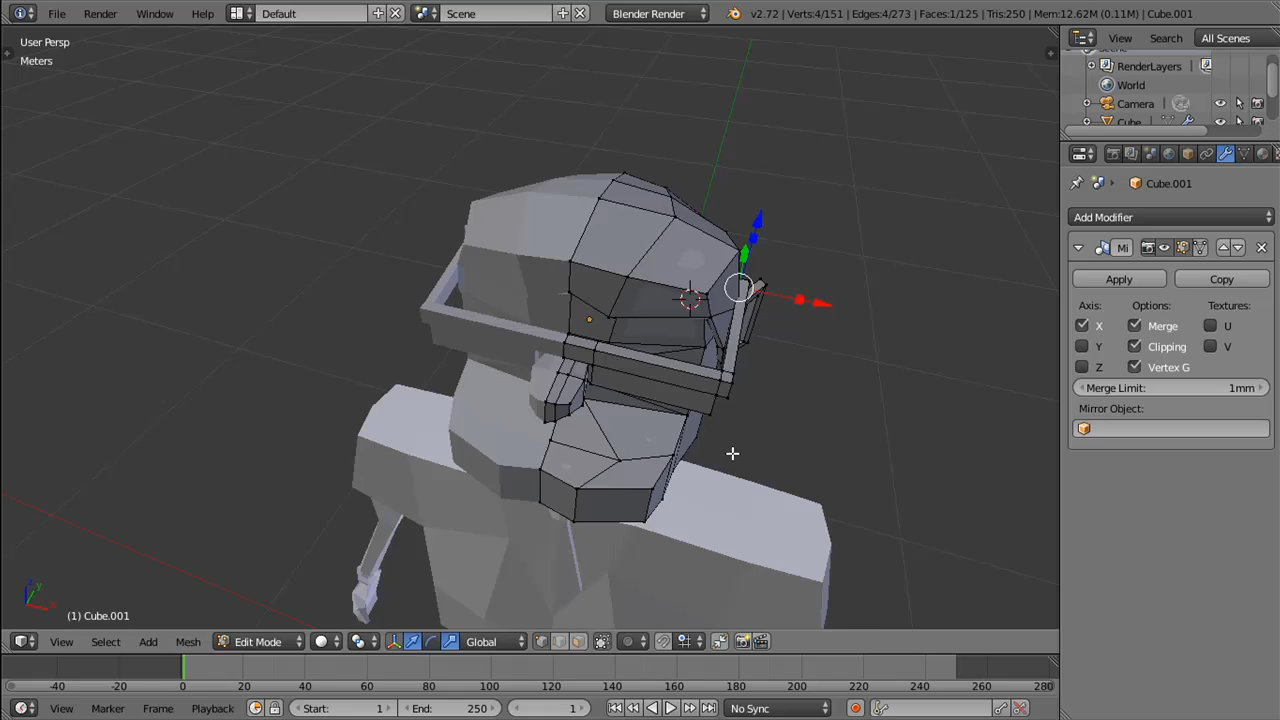 File Render Window Help Default Scene Blender Render v2.72 | Verts:4/151 | Edges:4/273 | Faces:1/125 | Tris:250 | Mem:12.62M (0.11M) | Cube.001
User Persp
Meters
View Search All Scenes
RenderLayers
World
Camera
Cube
Cube.001
Add Modifier
Mi
Apply Copy
Axis: Options: Textures:
X Merge U
Y Clipping V
Z Vertex G
Merge Limit: 1mm
Mirror Object:
(1) Cube.001
View Select Add Mesh Edit Mode Global
-40 -20 0 20 40 60 80 100 120 140 160 180 200 220 240 260 280
View Marker Frame Playback Start: 1 End: 250 1 No Sync